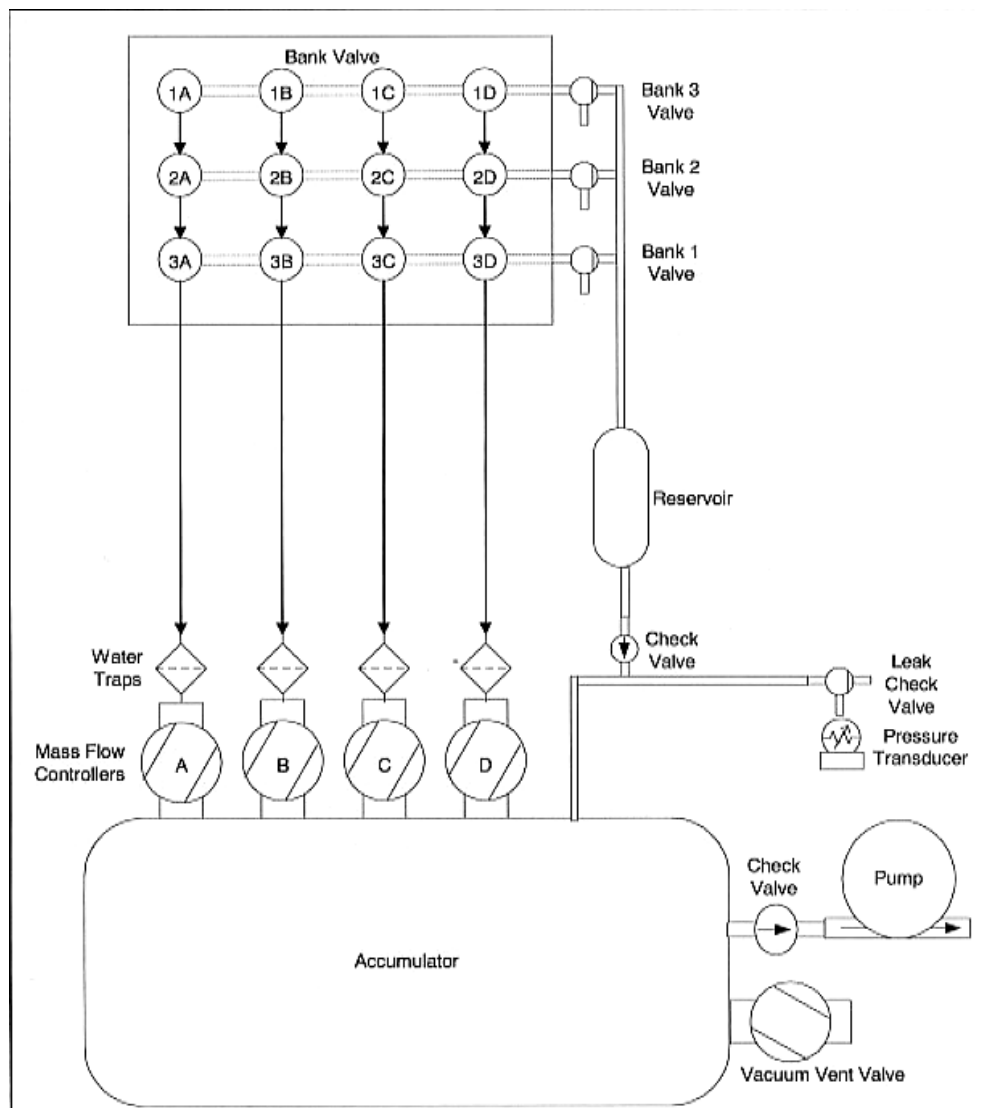 Bank Valve
1A
1B
1C
1D
Bank 3
Valve
2A
2B
2C
2D
Bank 2
Valve
3A
3B
3C
3D
Bank 1
Valve
Reservoir
Check
Valve
Water
Traps
Leak
Check
Valve
Pressure
Transducer
Mass Flow
Controllers
A
B
C
D
Check
Valve
Pump
Accumulator
Vacuum Vent Valve